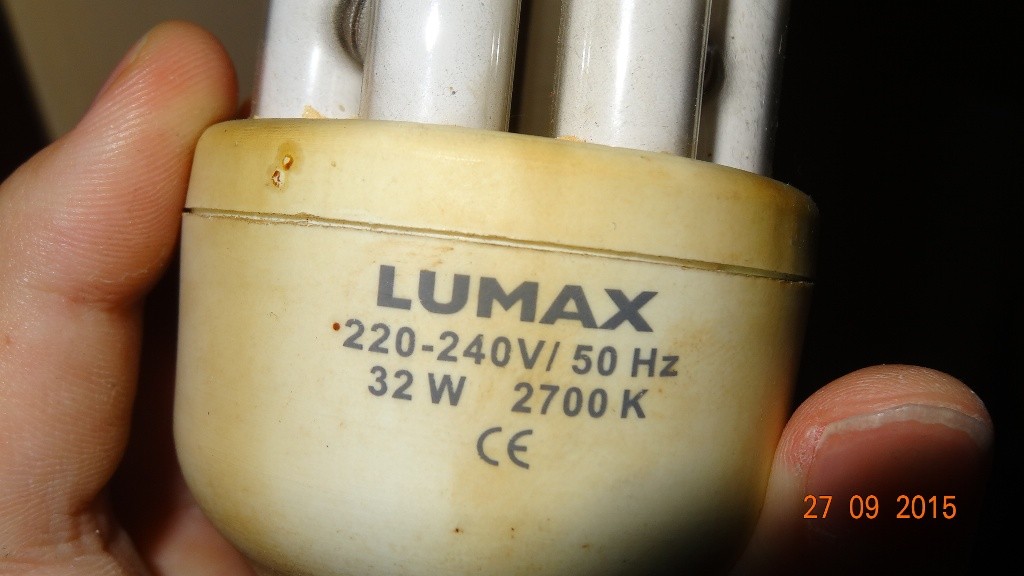 LUMAX
220-240V/ 50 Hz
32 W 2700 K
CE
27 09 2015